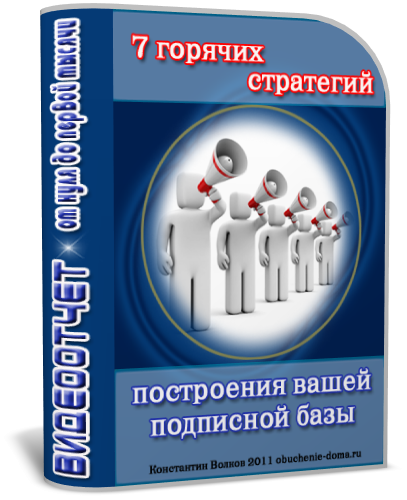 7 горячих
стратегий
построения вашей
подписной базы
Константин Волков 2011 obuchenie-doma.ru
ВИДЕООТЧЕТ
от нуля до первой тысячи